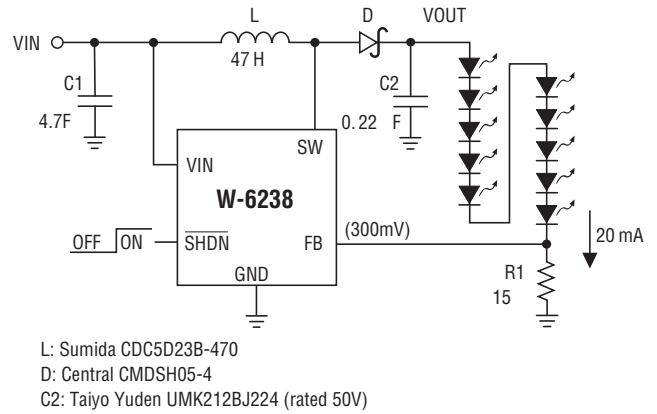 L
D
VOUT
VIN
47 H
C1
4.7F
C2
0.22 F
SW
VIN
W-6238
OFF ON
SHDN
FB
(300mV)
20 mA
GND
R1
15
L: Sumida CDC5D23B-470
D: Central CMDSH05-4
C2: Taiyo Yuden UMK212BJ224 (rated 50V)